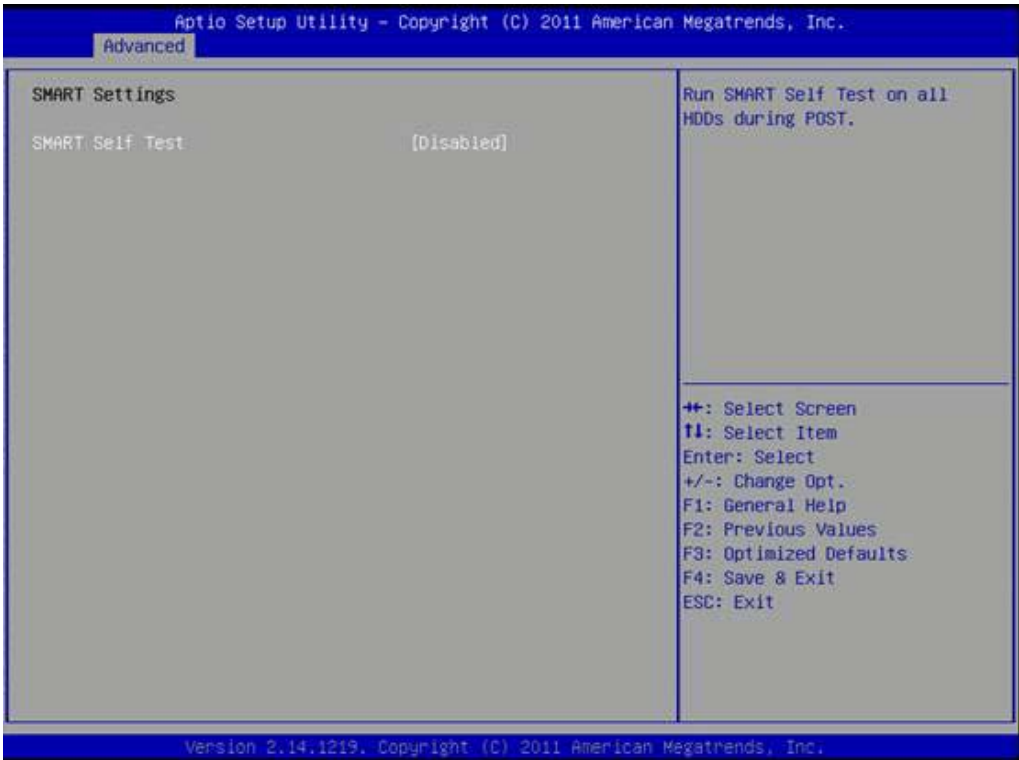 Aptio Setup Utility – Copyright (C) 2011 American Megatrends, Inc.
Advanced
SMART Settings
SMART Self Test [Disabled]
Run SMART Self Test on all
HDDs during POST.
→←: Select Screen
↑↓: Select Item
Enter: Select
+/-: Change Opt.
F1: General Help
F2: Previous Values
F3: Optimized Defaults
F4: Save & Exit
ESC: Exit
Version 2.14.1219. Copyright (C) 2011 American Megatrends, Inc.